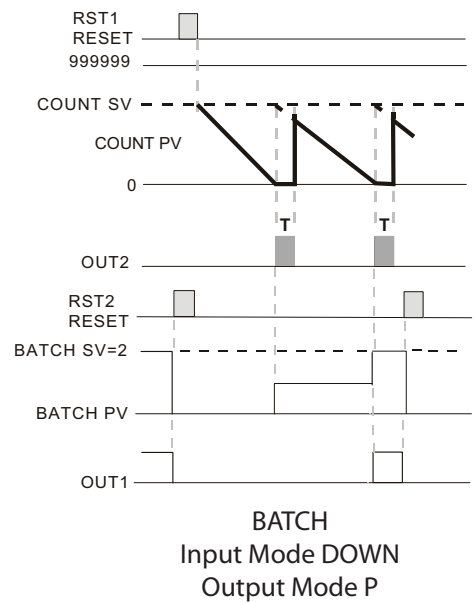 RST1
RESET
999999
COUNT SV
COUNT PV
0
T T
OUT2
RST2
RESET
BATCH SV=2
BATCH PV
OUT1
BATCH
Input Mode DOWN
Output Mode P